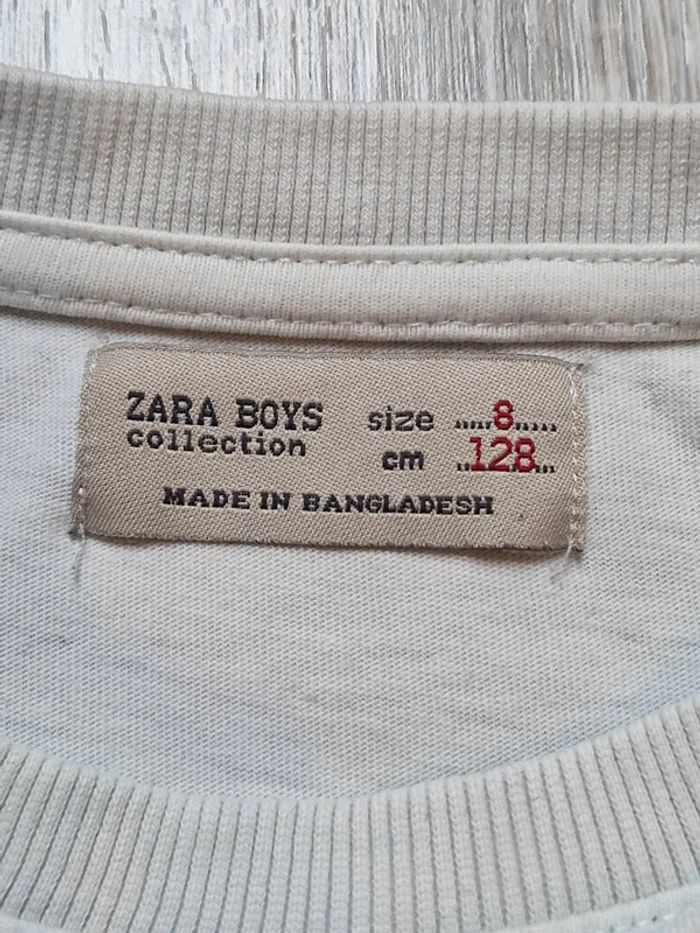 ZARA BOYS size .....8.....
collection cm ..128...
MADE IN BANGLADESH